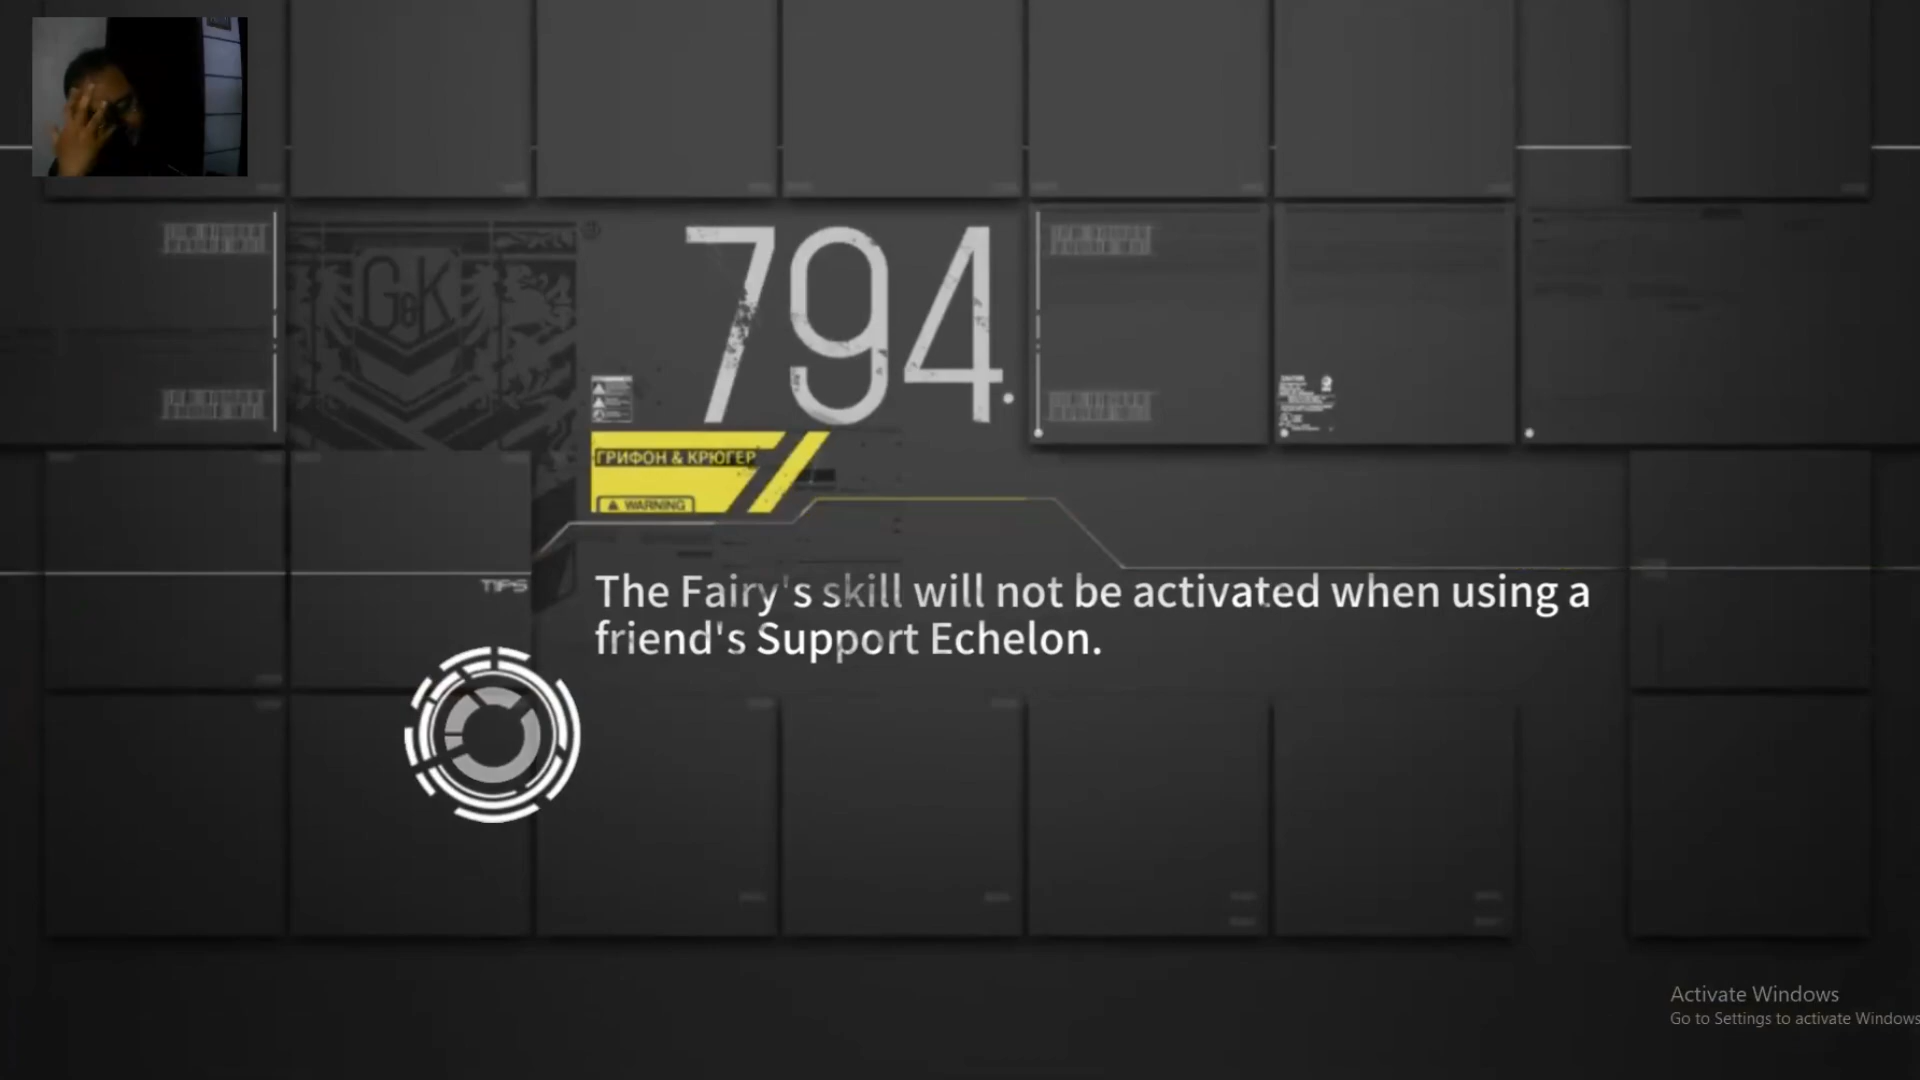 G&K
794.
ГРИФОН & КРЮГЕР
WARNING
TIPS
The Fairy's skill will not be activated when using a
friend's Support Echelon.
Activate Windows
Go to Settings to activate Windows